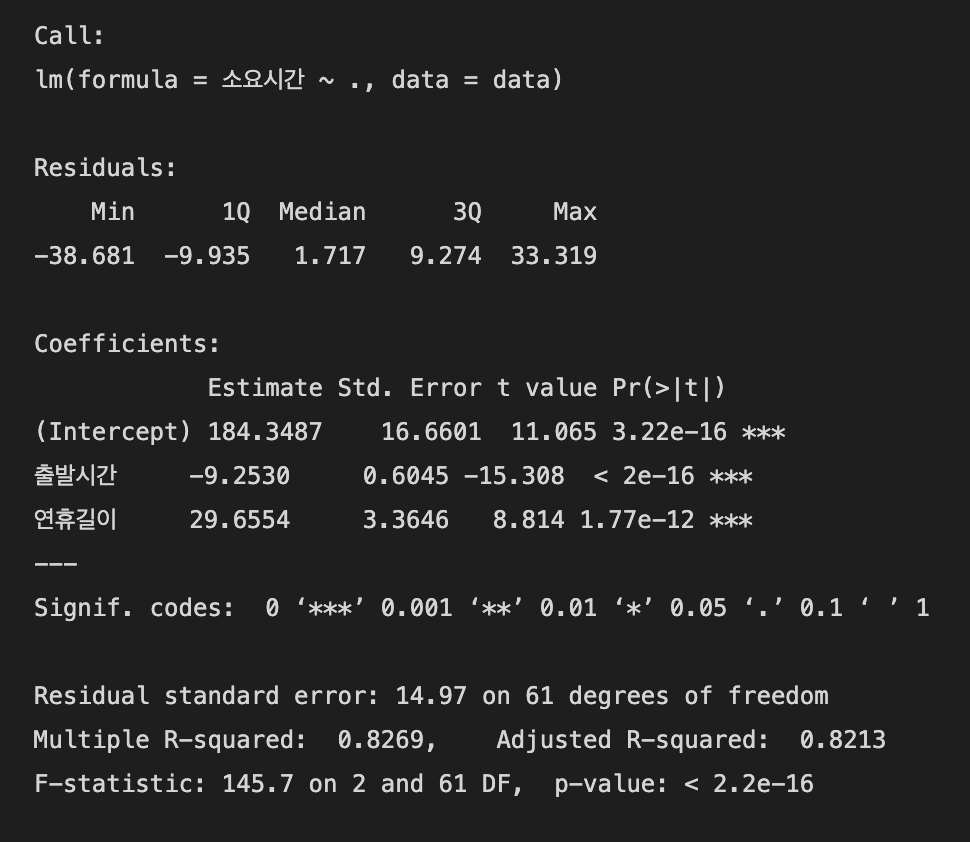 Call:
lm(formula = 소요시간 ~ ., data = data)
Residuals:
    Min      1Q  Median      3Q     Max
-38.681  -9.935   1.717   9.274  33.319
Coefficients:
            Estimate Std. Error t value Pr(>|t|)
(Intercept) 184.3487    16.6601  11.065 3.22e-16 ***
출발시간     -9.2530     0.6045 -15.308  < 2e-16 ***
연휴길이     29.6554     3.3646   8.814 1.77e-12 ***
---
Signif. codes:  0 ‘***’ 0.001 ‘**’ 0.01 ‘*’ 0.05 ‘.’ 0.1 ‘ ’ 1
Residual standard error: 14.97 on 61 degrees of freedom
Multiple R-squared:  0.8269,    Adjusted R-squared:  0.8213
F-statistic: 145.7 on 2 and 61 DF,  p-value: < 2.2e-16